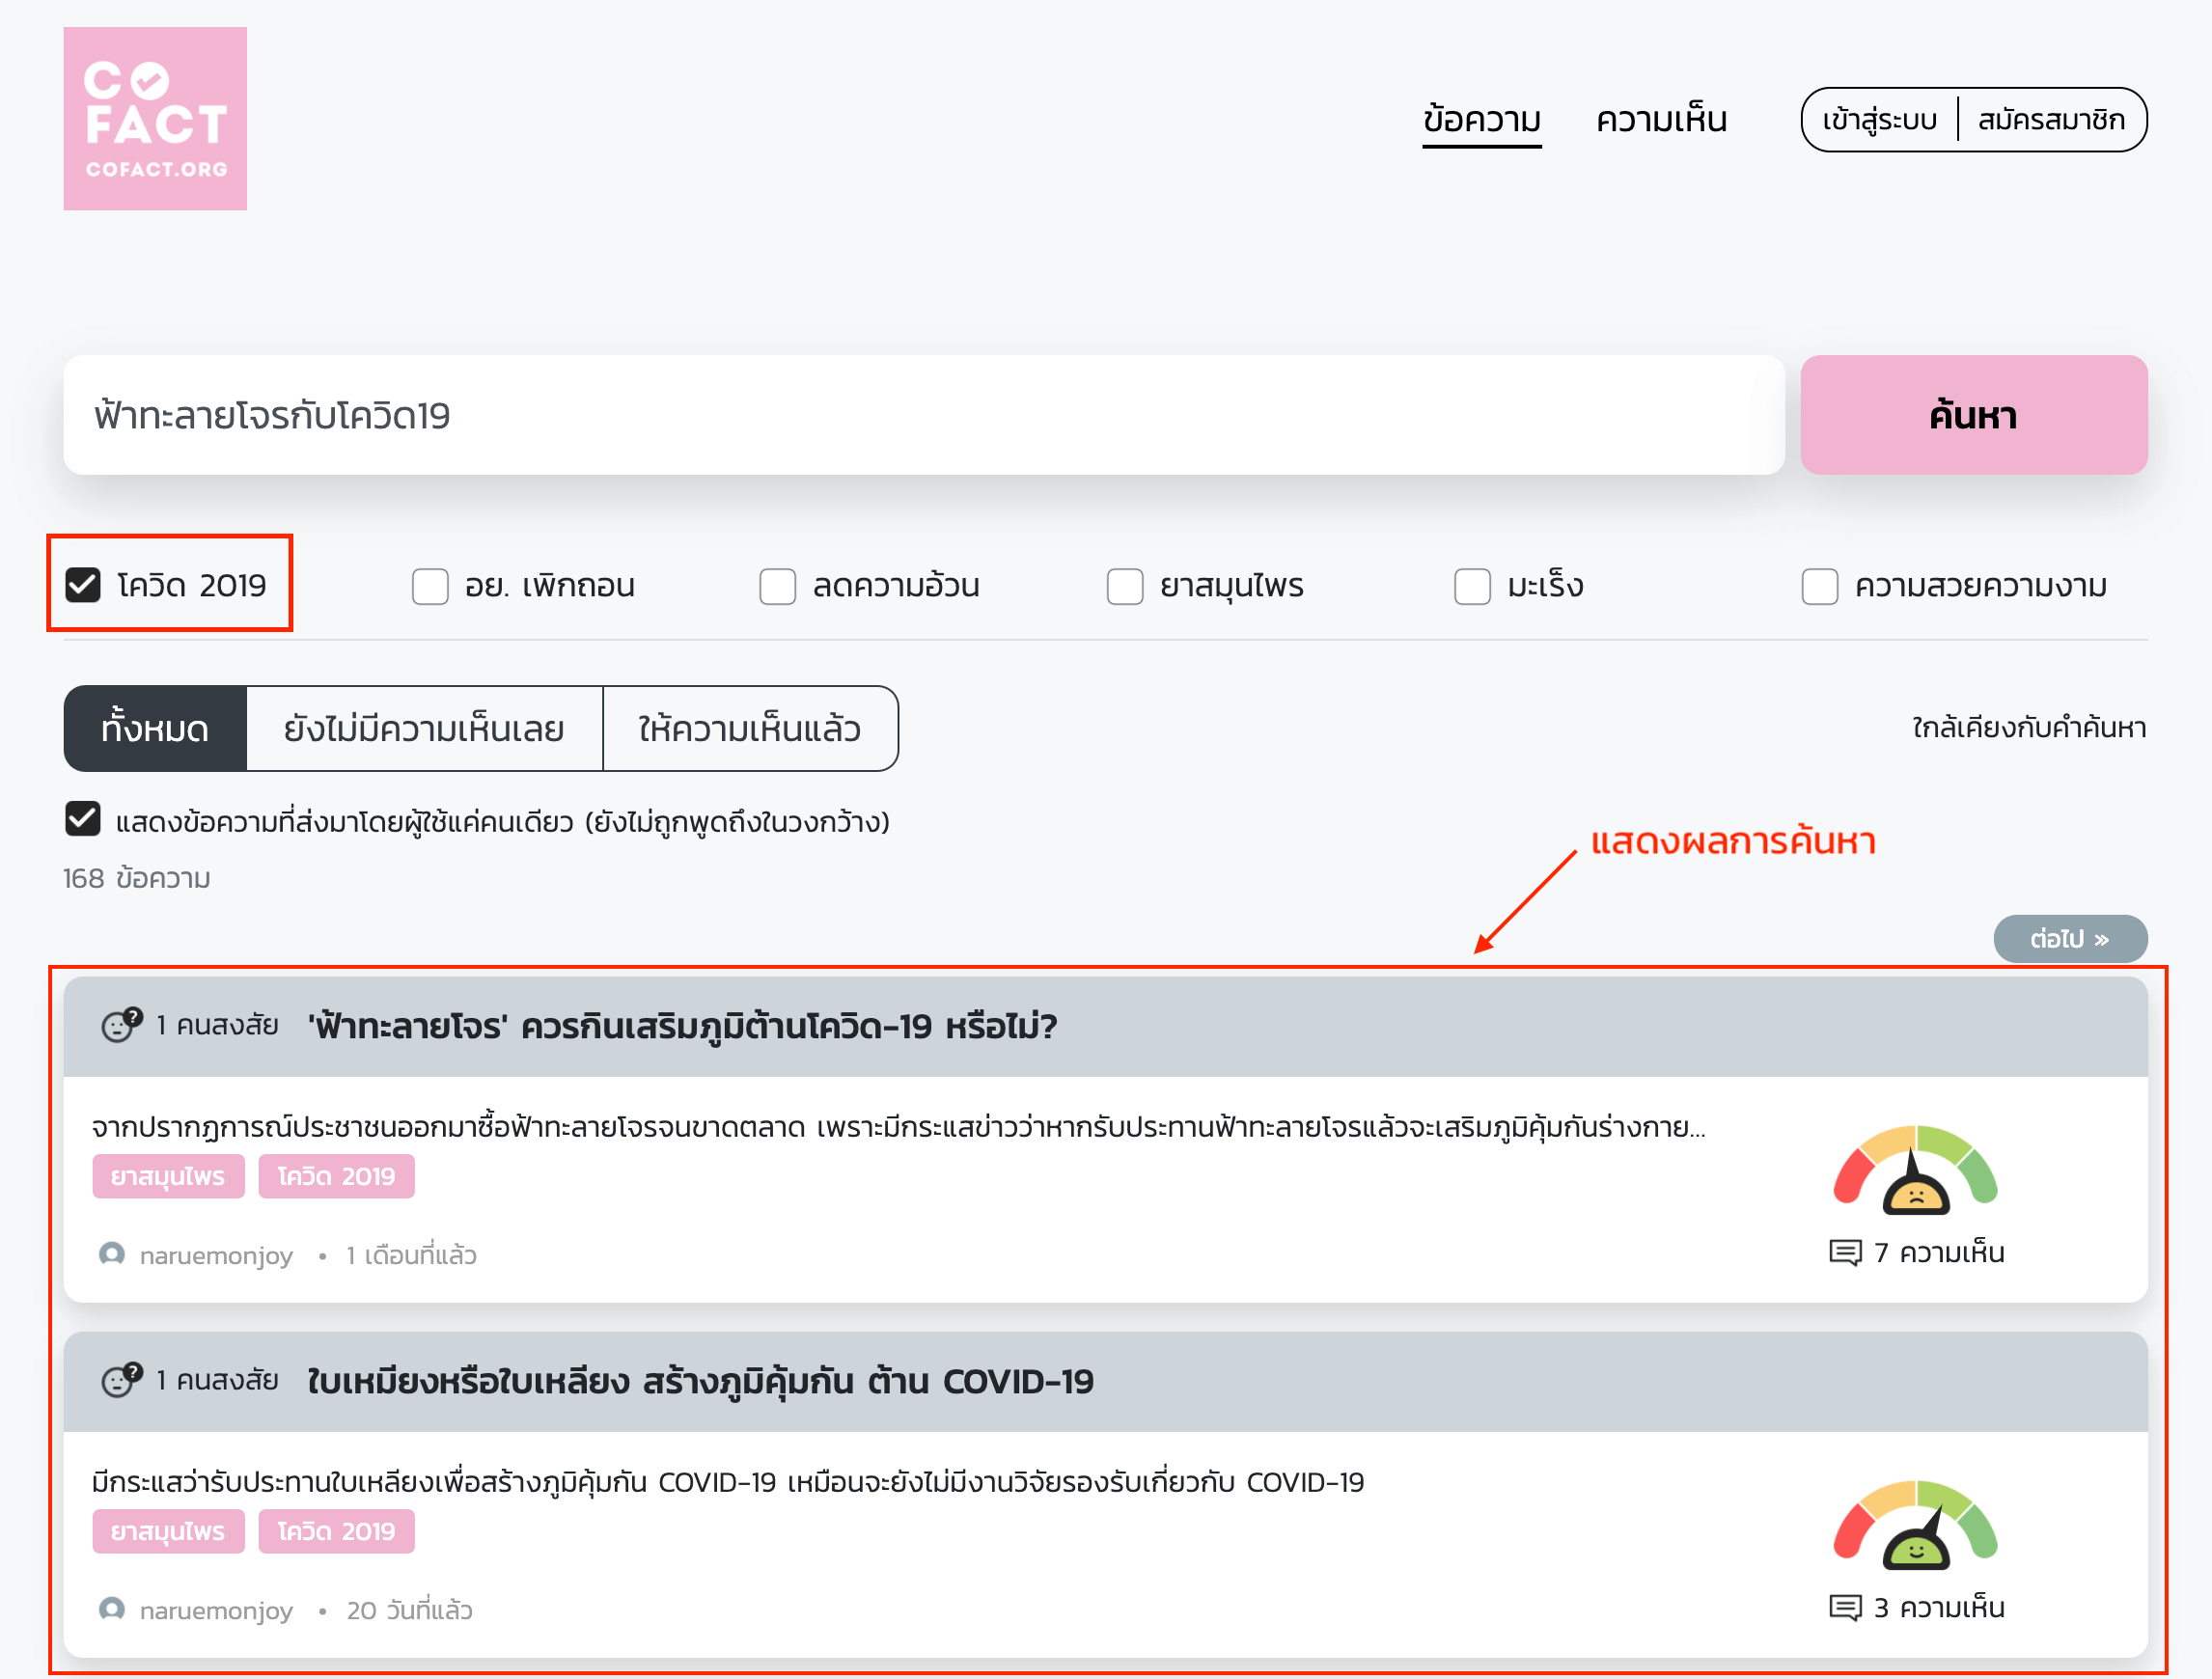 CO
FACT
COFACT.ORG
ข้อความ ความเห็น เข้าสู่ระบบ สมัครสมาชิก
ฟ้าทะลายโจรกับโควิด19 ค้นหา
โควิด 2019 อย. เพิกถอน ลดความอ้วน ยาสมุนไพร มะเร็ง ความสวยความงาม
ทั้งหมด ยังไม่มีความเห็นเลย ให้ความเห็นแล้ว ใกล้เคียงกับคำค้นหา
แสดงข้อความที่ส่งมาโดยผู้ใช้แค่คนเดียว (ยังไม่ถูกพูดถึงในวงกว้าง)
แสดงผลการค้นหา
168 ข้อความ
ต่อไป »
1 คนสงสัย 'ฟ้าทะลายโจร' ควรกินเสริมภูมิต้านโควิด-19 หรือไม่?
จากปรากฏการณ์ประชาชนออกมาซื้อฟ้าทะลายโจรจนขาดตลาด เพราะมีกระแสข่าวว่าหากรับประทานฟ้าทะลายโจรแล้วจะเสริมภูมิคุ้มกันร่างกาย...
ยาสมุนไพร โควิด 2019
naruemonjoy • 1 เดือนที่แล้ว
7 ความเห็น
1 คนสงสัย ใบเหมียงหรือใบเหลียง สร้างภูมิคุ้มกัน ต้าน COVID-19
มีกระแสว่ารับประทานใบเหลียงเพื่อสร้างภูมิคุ้มกัน COVID-19 เหมือนจะยังไม่มีงานวิจัยรองรับเกี่ยวกับ COVID-19
ยาสมุนไพร โควิด 2019
naruemonjoy • 20 วันที่แล้ว
3 ความเห็น